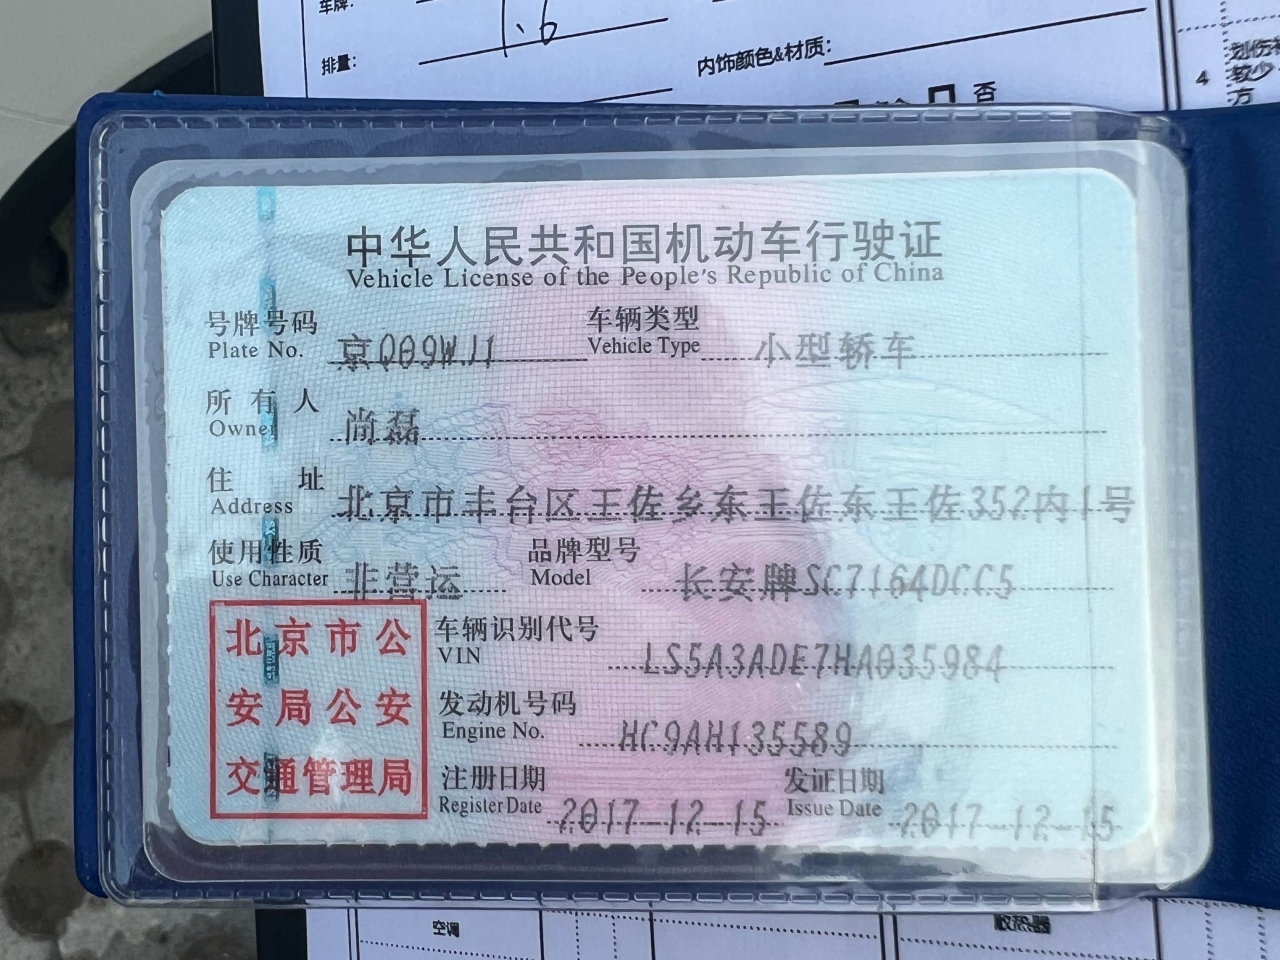 车牌:
1.6
排量:
内饰颜色&材质:
否
4
中华人民共和国机动车行驶证
Vehicle License of the People's Republic of China
号牌号码 京Q09WJ1 车辆类型 小型轿车
Plate No. Vehicle Type
所有人 尚磊
Owner
住址 北京市丰台区王佐乡东王佐东王佐352内1号
Address
使用性质 非营运 品牌型号 长安牌SC7164DCC5
Use Character Model
北京市公
安局公安
交通管理局
车辆识别代号 LS5A3ADE7HA035984
VIN
发动机号码 HC9AH135589
Engine No.
注册日期 2017-12-15 发证日期 2017-12-15
Register Date Issue Date
空调
散热器